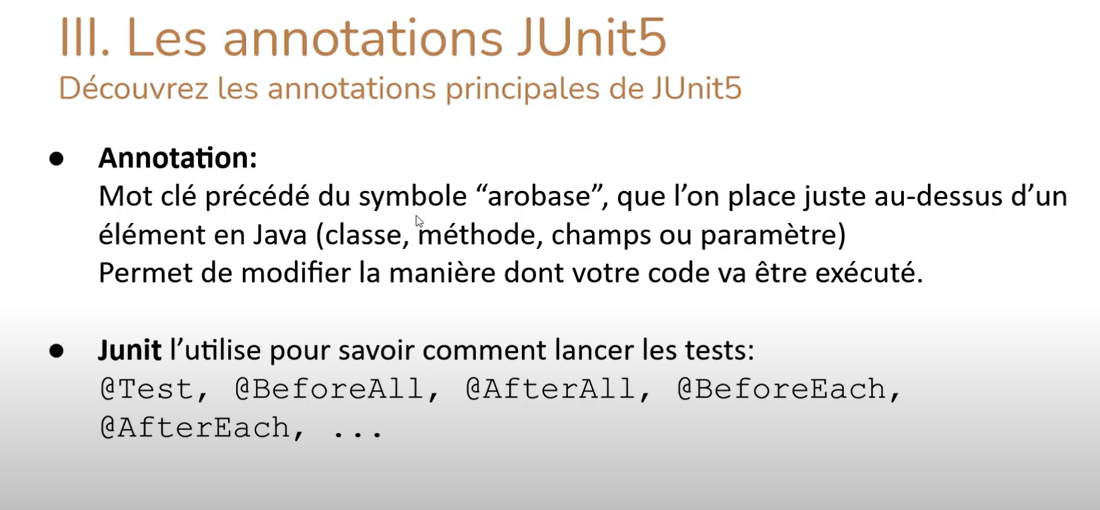 III. Les annotations JUnit5
Découvrez les annotations principales de JUnit5
● Annotation:
Mot clé précédé du symbole “arobase”, que l’on place juste au-dessus d’un
élément en Java (classe, méthode, champs ou paramètre)
Permet de modifier la manière dont votre code va être exécuté.
● Junit l’utilise pour savoir comment lancer les tests:
@Test, @BeforeAll, @AfterAll, @BeforeEach,
@AfterEach, ...